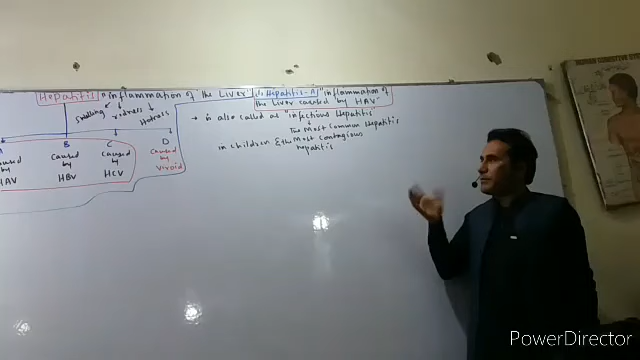 Hepatitis inflammation of the Liver
swelling redness Hotness
A B C D
caused caused caused caused
by by by by
HAV HBV HCV viroid
1. Hepatitis-A "inflammation of
the Liver caused by HAV"
→ is also called as "infectious Hepatitis"
The Most Common Hepatitis
in children & the Most Contagious
hepatitis
PowerDirector